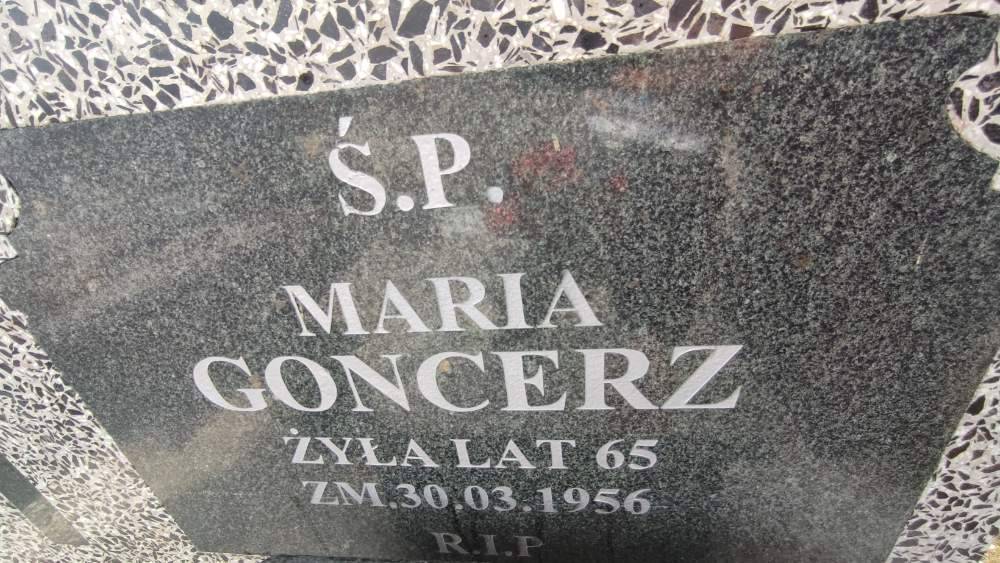 Ś.P.
MARIA
GONCERZ
ŻYŁA LAT 65
ZM.30.03.1956
R.I.P